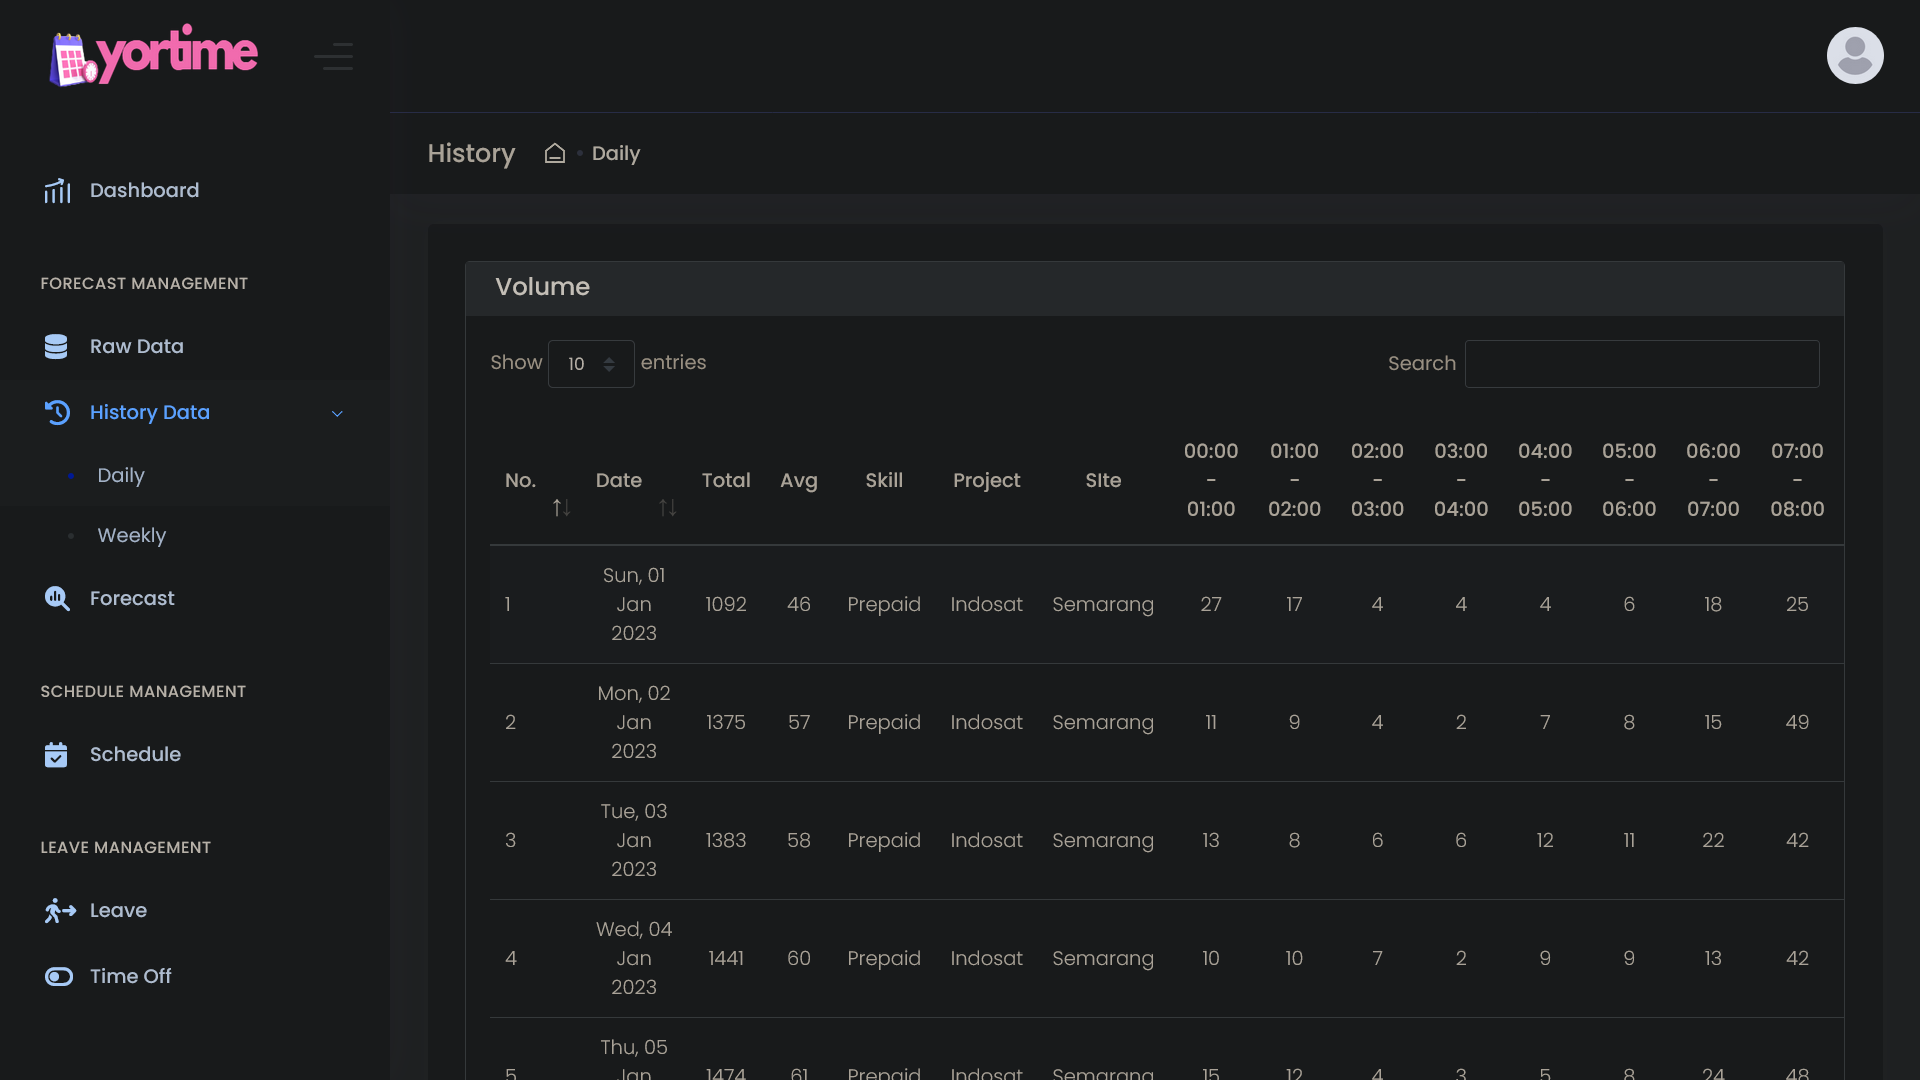 yortime
History
Daily
Dashboard
FORECAST MANAGEMENT
Raw Data
History Data
Daily
Weekly
Forecast
SCHEDULE MANAGEMENT
Schedule
LEAVE MANAGEMENT
Leave
Time Off
Volume
Show 10 entries
Search
No. Date Total Avg Skill Project SIte 00:00 - 01:00 01:00 - 02:00 02:00 - 03:00 03:00 - 04:00 04:00 - 05:00 05:00 - 06:00 06:00 - 07:00 07:00 - 08:00
1 Sun, 01 Jan 2023 1092 46 Prepaid Indosat Semarang 27 17 4 4 4 6 18 25
2 Mon, 02 Jan 2023 1375 57 Prepaid Indosat Semarang 11 9 4 2 7 8 15 49
3 Tue, 03 Jan 2023 1383 58 Prepaid Indosat Semarang 13 8 6 6 12 11 22 42
4 Wed, 04 Jan 2023 1441 60 Prepaid Indosat Semarang 10 10 7 2 9 9 13 42
5 Thu, 05 Jan 1474 61 Prepaid Indosat Semarang 15 12 4 3 5 8 24 48